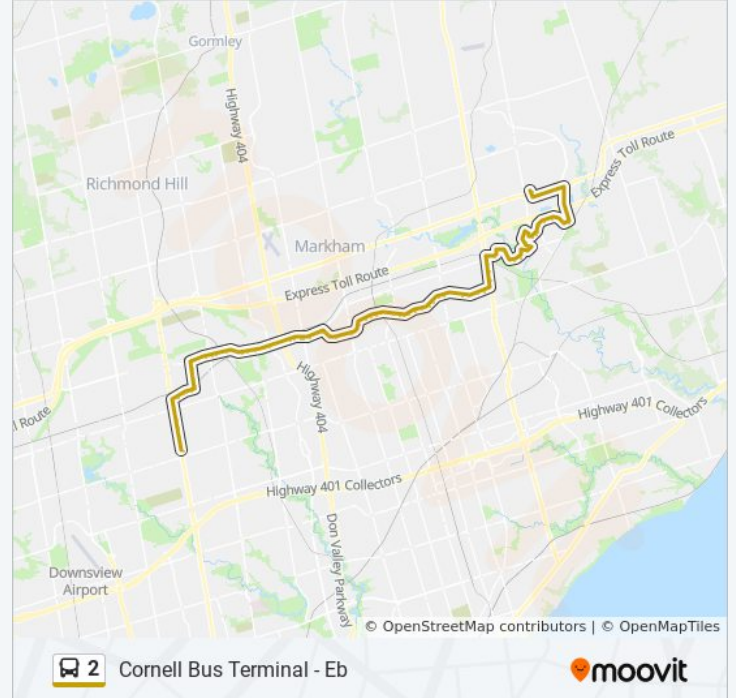 Gormley
Highway 404
Richmond Hill
Express Toll Route
Markham
Express Toll Route
Highway 404
l Route
Highway 401 Collectors
Highway 401 Collectors
Don Valley Parkway
Downsview
Airport
© OpenStreetMap contributors | © OpenMapTiles
2 Cornell Bus Terminal - Eb
moovit